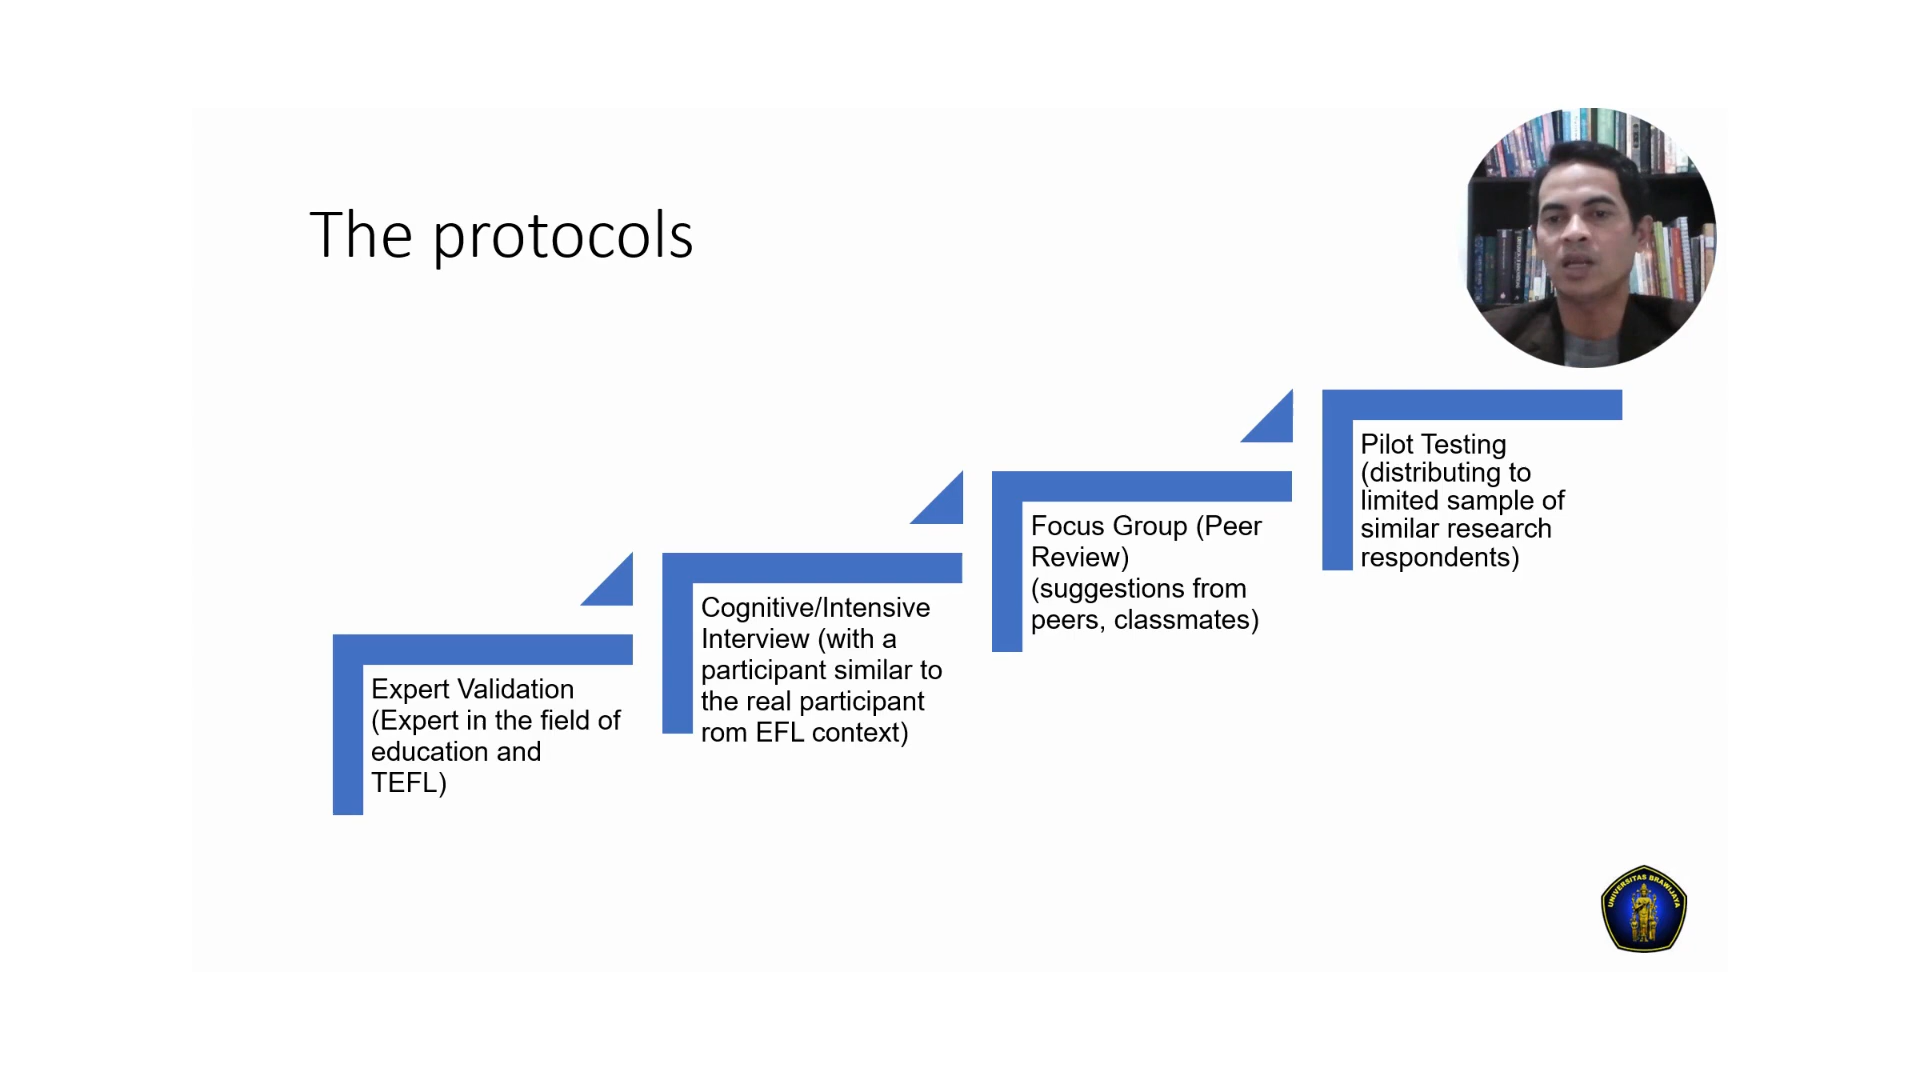 The protocols
Expert Validation
(Expert in the field of
education and
TEFL)
Cognitive/Intensive
Interview (with a
participant similar to
the real participant
rom EFL context)
Focus Group (Peer
Review)
(suggestions from
peers, classmates)
Pilot Testing
(distributing to
limited sample of
similar research
respondents)
UNIVERSITAS BRAWIJAYA